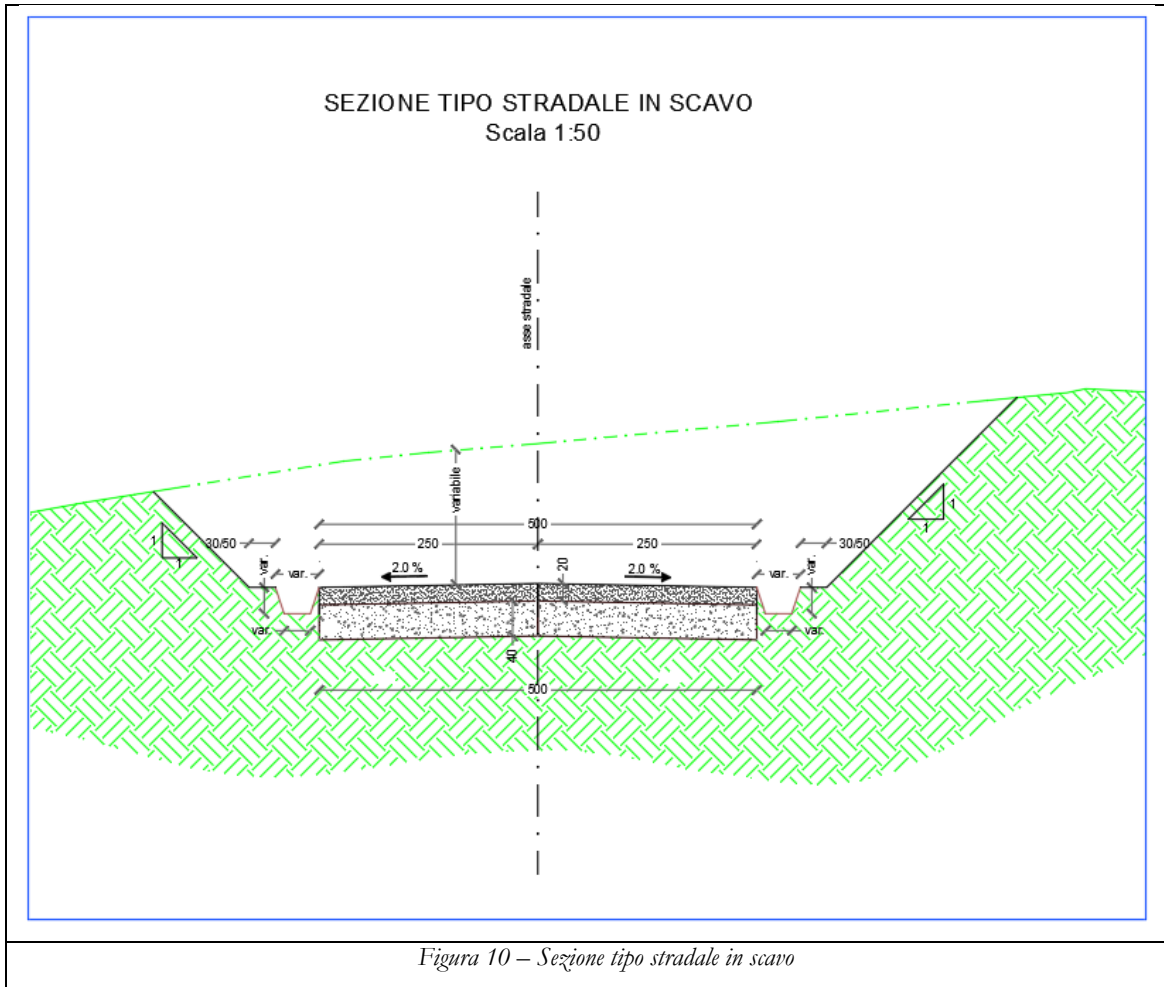 SEZIONE TIPO STRADALE IN SCAVO
Scala 1:50
asse stradale
variabile
500
250
250
30/50
30/50
1
1
1
1
var.
var.
var.
var.
2.0 %
2.0 %
20
var.
var.
40
500
Figura 10 – Sezione tipo stradale in scavo